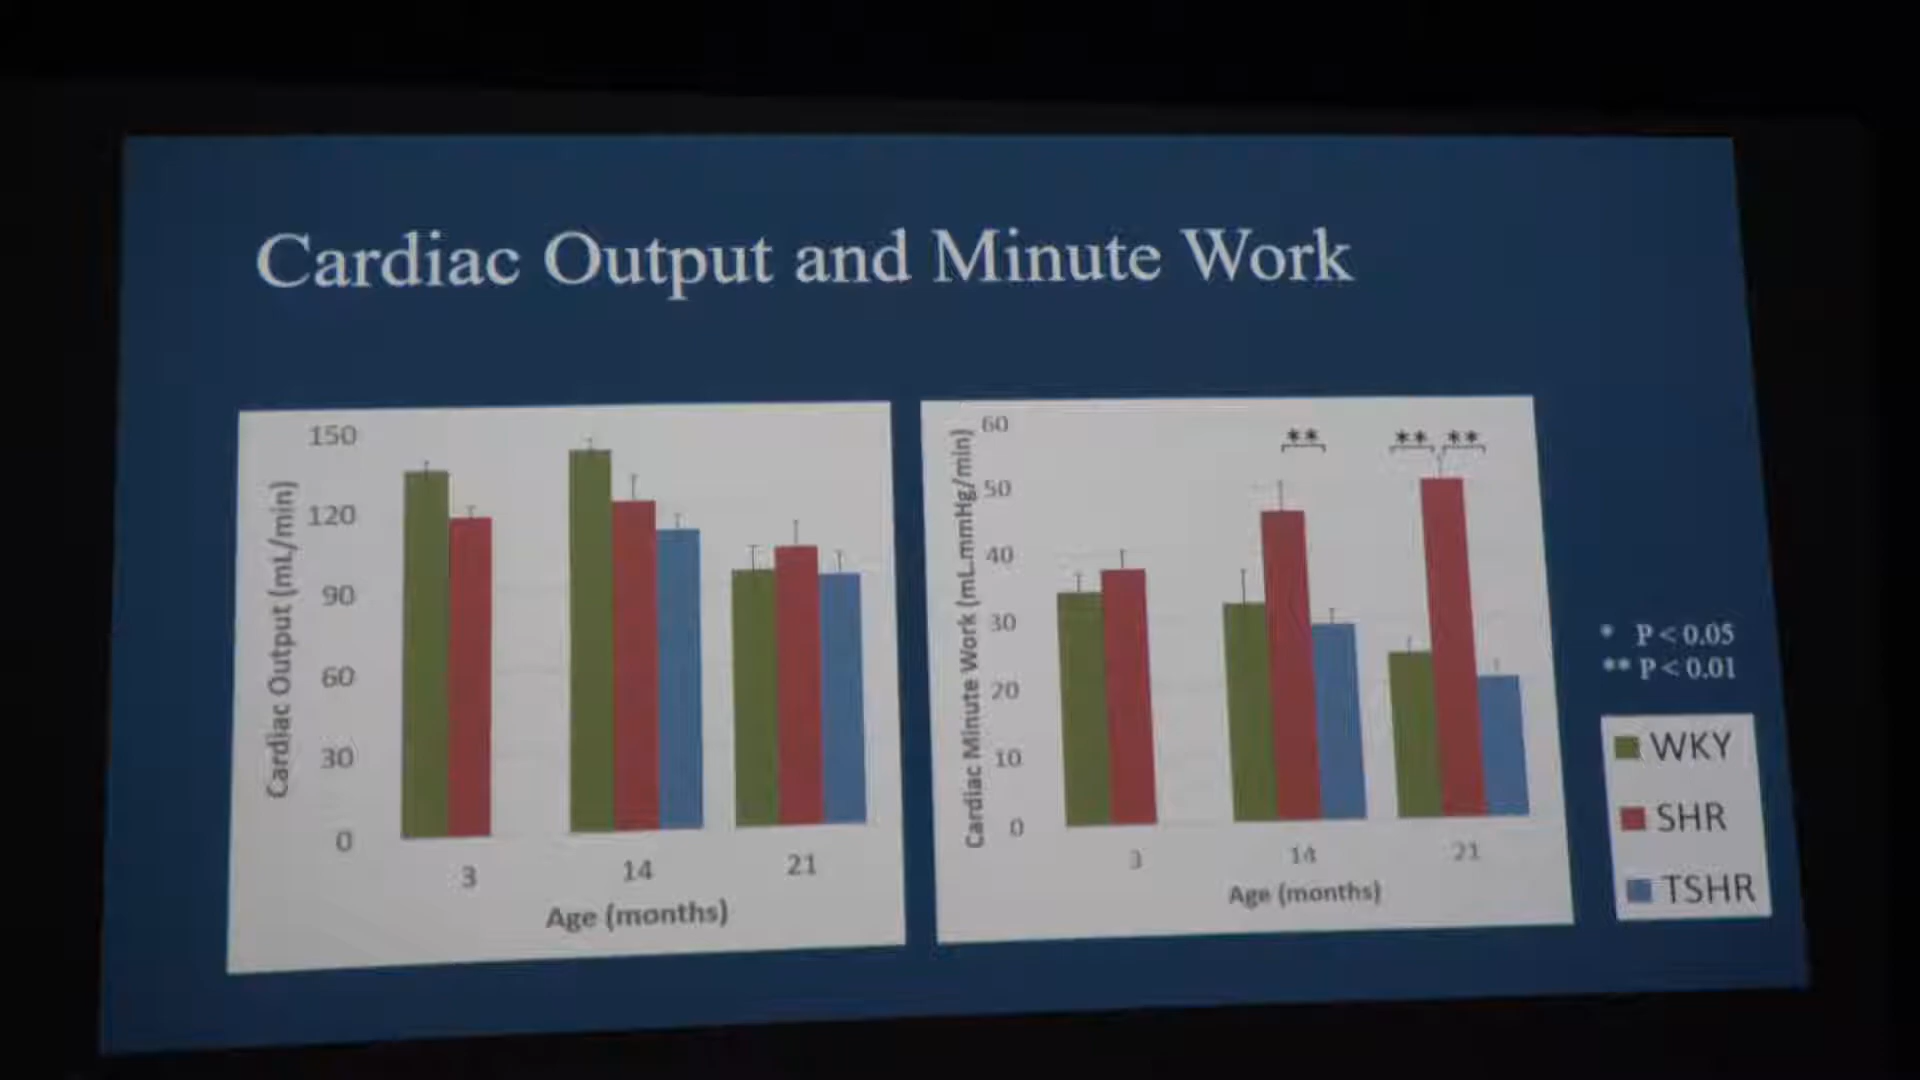 Cardiac Output and Minute Work
Cardiac Output (mL/min)
150
120
90
60
30
0
3
14
21
Age (months)
Cardiac Minute Work (mL.mmHg/min)
60
50
40
30
20
10
0
** 
** **
3
14
21
Age (months)
* P < 0.05
** P < 0.01
WKY
SHR
TSHR